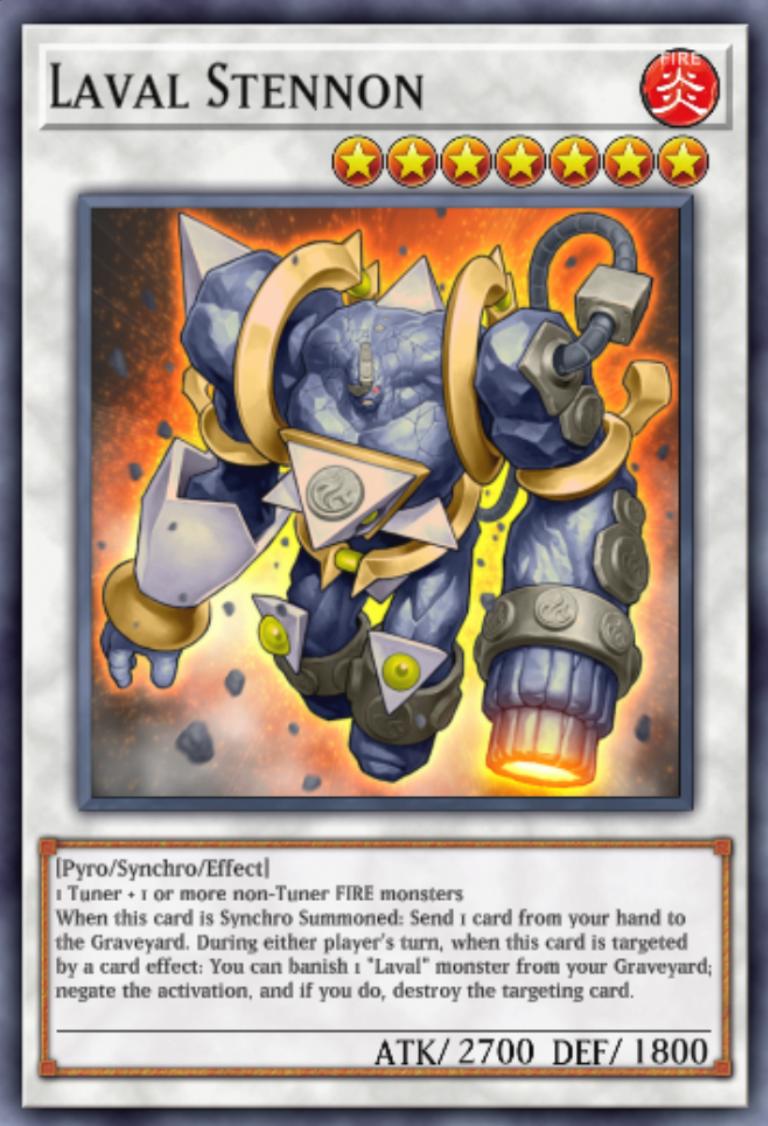 Laval Stennon
FIRE
炎
[Pyro/Synchro/Effect]
1 Tuner + 1 or more non-Tuner FIRE monsters
When this card is Synchro Summoned: Send 1 card from your hand to
the Graveyard. During either player's turn, when this card is targeted
by a card effect: You can banish 1 "Laval" monster from your Graveyard;
negate the activation, and if you do, destroy the targeting card.
ATK/ 2700 DEF/ 1800